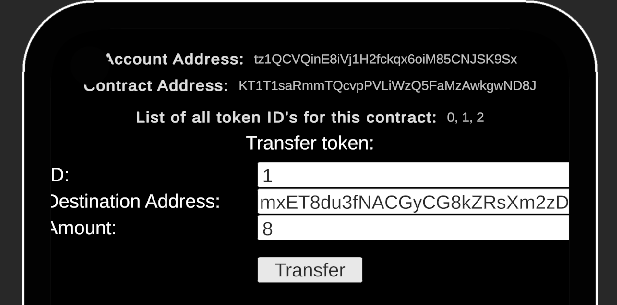 Account Address: tz1QCVQinE8iVj1H2fckqx6oiM85CNJSK9Sx
Contract Address: KT1T1saRmmTQcvpPVLiWzQ5FaMzAwkgwND8J
List of all token ID's for this contract: 0, 1, 2
Transfer token:
ID: 1
Destination Address: mxET8du3fNACGyCG8kZRsXm2zD
Amount: 8
Transfer